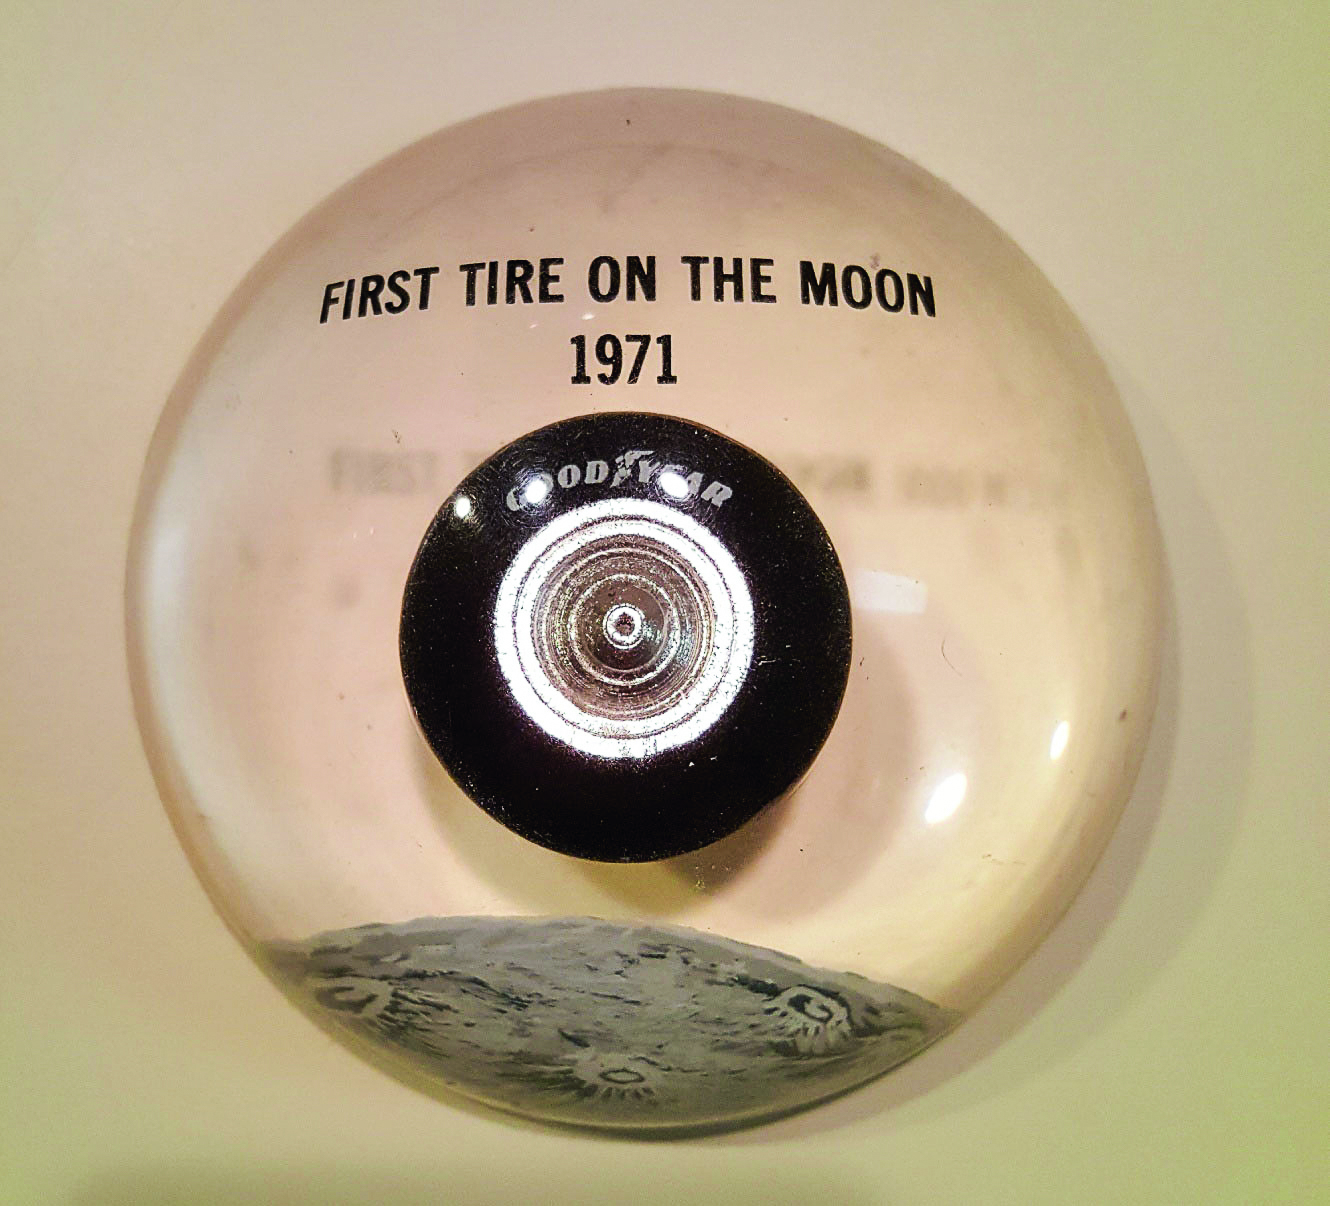 FIRST TIRE ON THE MOON
1971
GOODYEAR